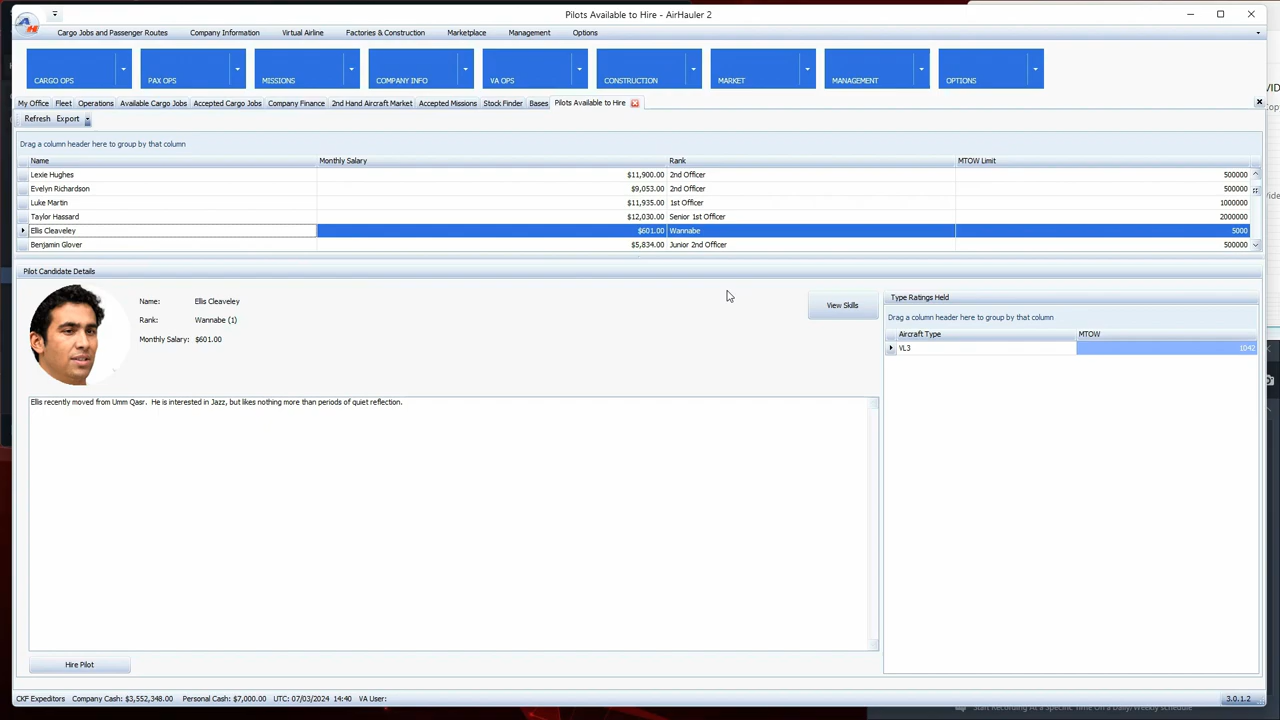 Pilots Available to Hire - AirHauler 2
Cargo Jobs and Passenger Routes Company Information Virtual Airline Factories & Construction Marketplace Management Options
CARGO OPS PAX OPS MISSIONS COMPANY INFO VA OPS CONSTRUCTION MARKET MANAGEMENT OPTIONS
My Office Fleet Operations Available Cargo Jobs Accepted Cargo Jobs Company Finance 2nd Hand Aircraft Market Accepted Missions Stock Finder Bases Pilots Available to Hire
Refresh Export
Drag a column header here to group by that column
Name Monthly Salary Rank MTOW Limit
Lexie Hughes $11,900.00 2nd Officer 500000
Evelyn Richardson $9,053.00 2nd Officer 500000
Luke Martin $11,935.00 1st Officer 1000000
Taylor Hassard $12,030.00 Senior 1st Officer 2000000
Ellis Cleaveley $601.00 Wannabe 5000
Benjamin Glover $5,834.00 Junior 2nd Officer 500000
Pilot Candidate Details
Name: Ellis Cleaveley
Rank: Wannabe (1)
Monthly Salary: $601.00
View Skills
Type Ratings Held
Drag a column header here to group by that column
Aircraft Type MTOW
VL3 1042
Ellis recently moved from Umm Qasr. He is interested in Jazz, but likes nothing more than periods of quiet reflection.
Hire Pilot
CKF Expeditors Company Cash: $3,552,348.00 Personal Cash: $7,000.00 UTC: 07/03/2024 14:40 VA User: 3.0.1.2
Start Recording At a Specific Time On a Daily/Weekly schedule